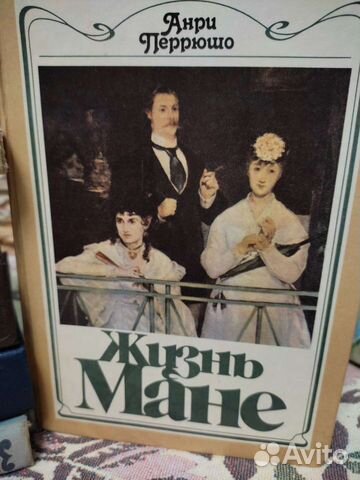 Анри
Перрюшо
Жизнь
Мане
Avito